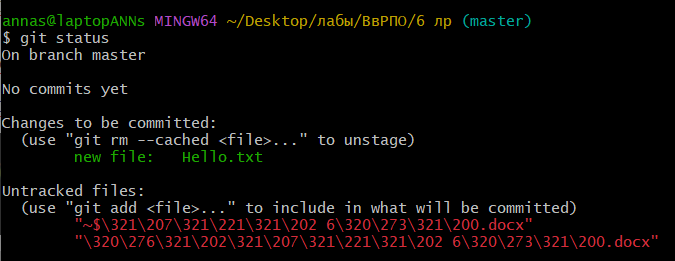 annas@laptopANNs MINGW64 ~/Desktop/лабы/ВвРПО/6 лр (master)
$ git status
On branch master
No commits yet
Changes to be committed:
(use "git rm --cached <file>..." to unstage)
new file: Hello.txt
Untracked files:
(use "git add <file>..." to include in what will be committed)
"~$\321\207\321\221\321\202 6\320\273\321\200.docx"
"\320\276\321\202\321\207\321\221\321\202 6\320\273\321\200.docx"